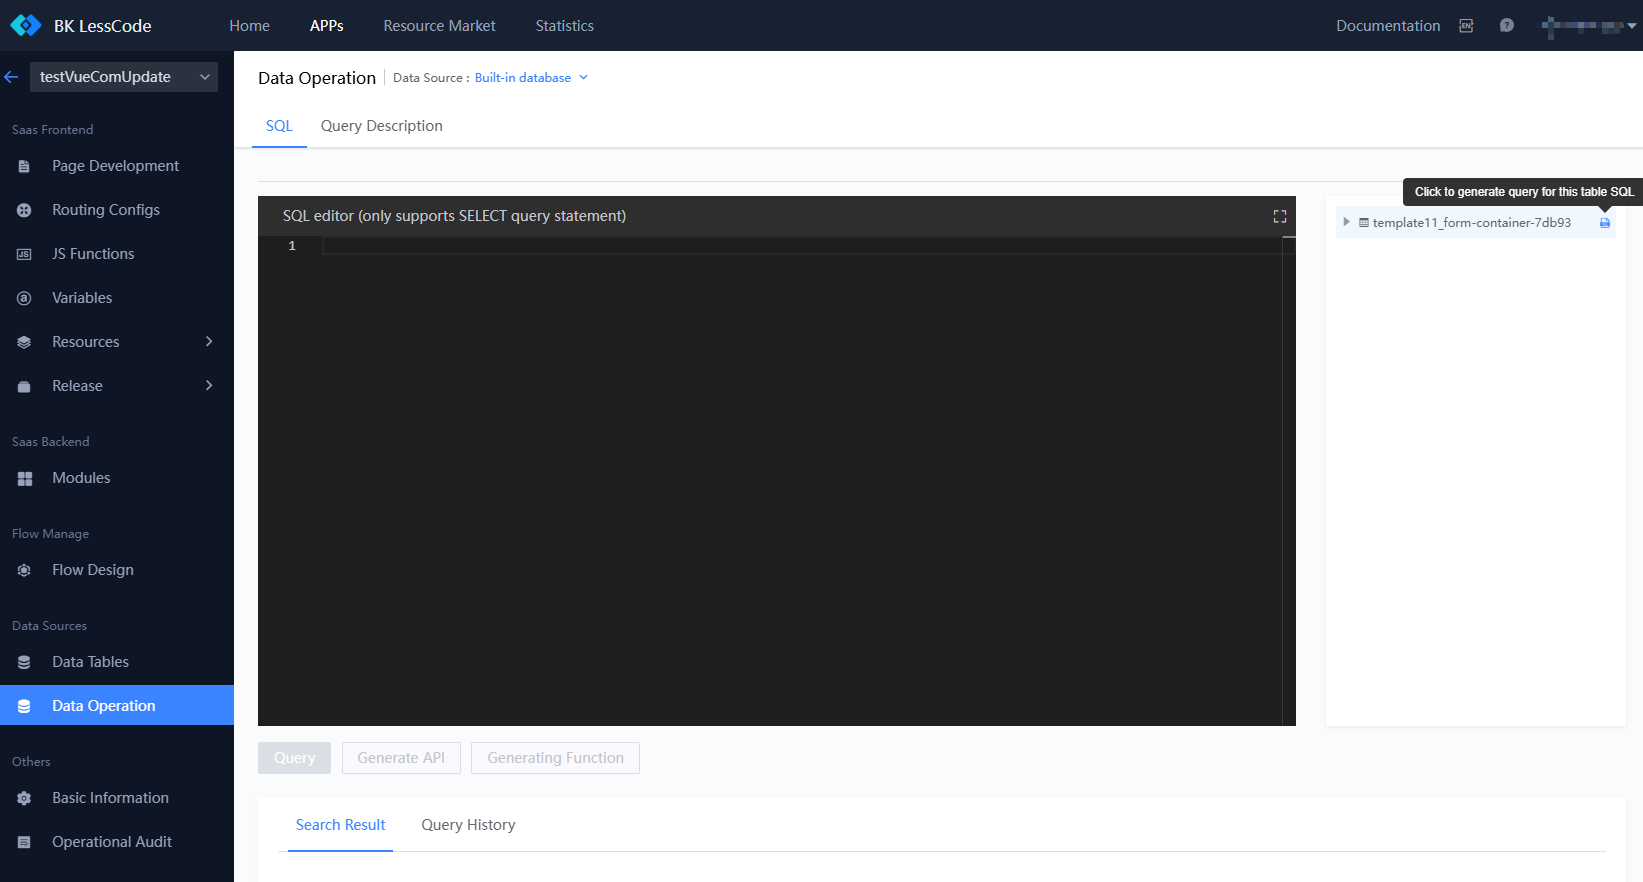 BK LessCode
Home
APPs
Resource Market
Statistics
Documentation
EN
?
testVueComUpdate
Saas Frontend
Page Development
Routing Configs
JS
JS Functions
Variables
Resources
Release
Saas Backend
Modules
Flow Manage
Flow Design
Data Sources
Data Tables
Data Operation
Others
Basic Information
Operational Audit
Data Operation
Data Source : Built-in database
SQL
Query Description
Click to generate query for this table SQL
SQL editor (only supports SELECT query statement)
1
template11_form-container-7db93
Query
Generate API
Generating Function
Search Result
Query History